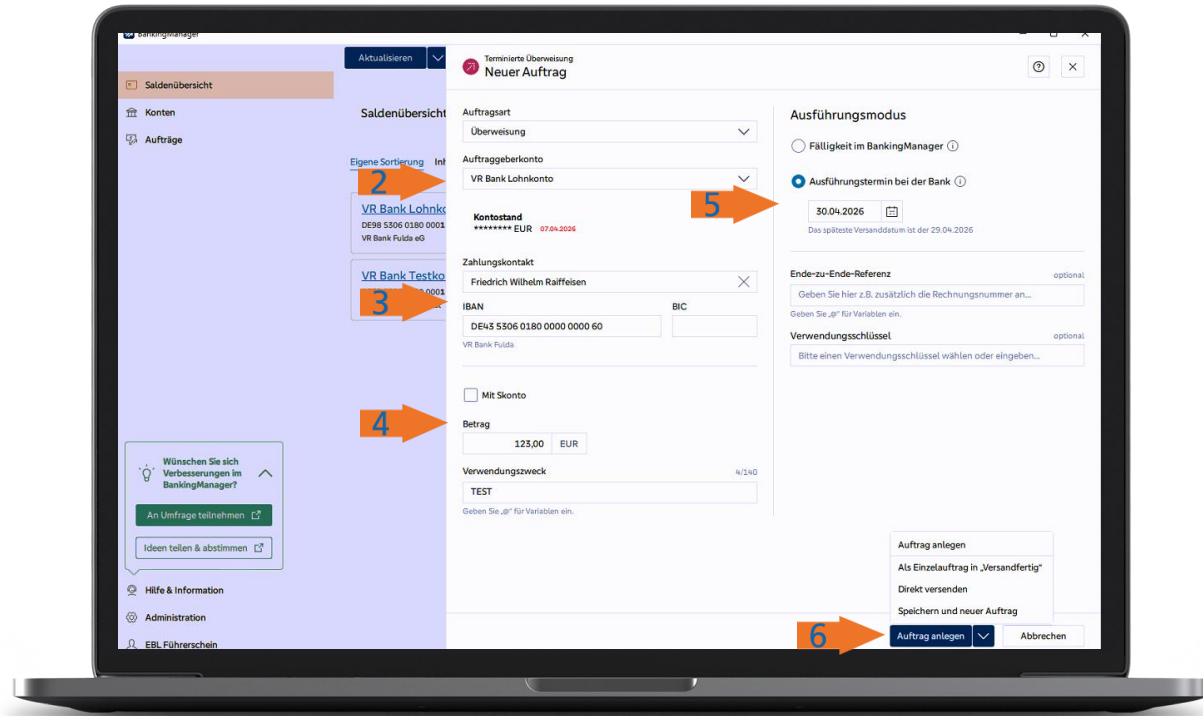 BankingManager
Saldenübersicht
Konten
Aufträge
Wünschen Sie sich
Verbesserungen im
BankingManager?
An Umfrage teilnehmen
Ideen teilen & abstimmen
Hilfe & Information
Administration
EBL Führerschein
Aktualisieren
Saldenübersicht
Eigene Sortierung
VR Bank
DE98 5306 0180 0001
VR Bank Fulda eG
VR Bank
0001
Terminierte Überweisung
Neuer Auftrag
Auftragsart
Überweisung
Auftraggeberkonto
2
VR Bank Lohnkonto
Kontostand
******** EUR 07.04.2026
Zahlungskontakt
Friedrich Wilhelm Raiffeisen
3
IBAN BIC
DE43 5306 0180 0000 0000 60
VR Bank Fulda
Mit Skonto
4
Betrag
123,00 EUR
Verwendungszweck 4/140
TEST
Geben Sie „@“ für Variablen ein.
Ausführungsmodus
Fälligkeit im BankingManager
Ausführungstermin bei der Bank
5
30.04.2026
Das späteste Versanddatum ist der 29.04.2026
Ende-zu-Ende-Referenz optional
Geben Sie hier z.B. zusätzlich die Rechnungsnummer an...
Geben Sie „@“ für Variablen ein.
Verwendungsschlüssel optional
Bitte einen Verwendungsschlüssel wählen oder eingeben...
Auftrag anlegen
Als Einzelauftrag in „Versandfertig“
Direkt versenden
Speichern und neuer Auftrag
6
Auftrag anlegen Abbrechen